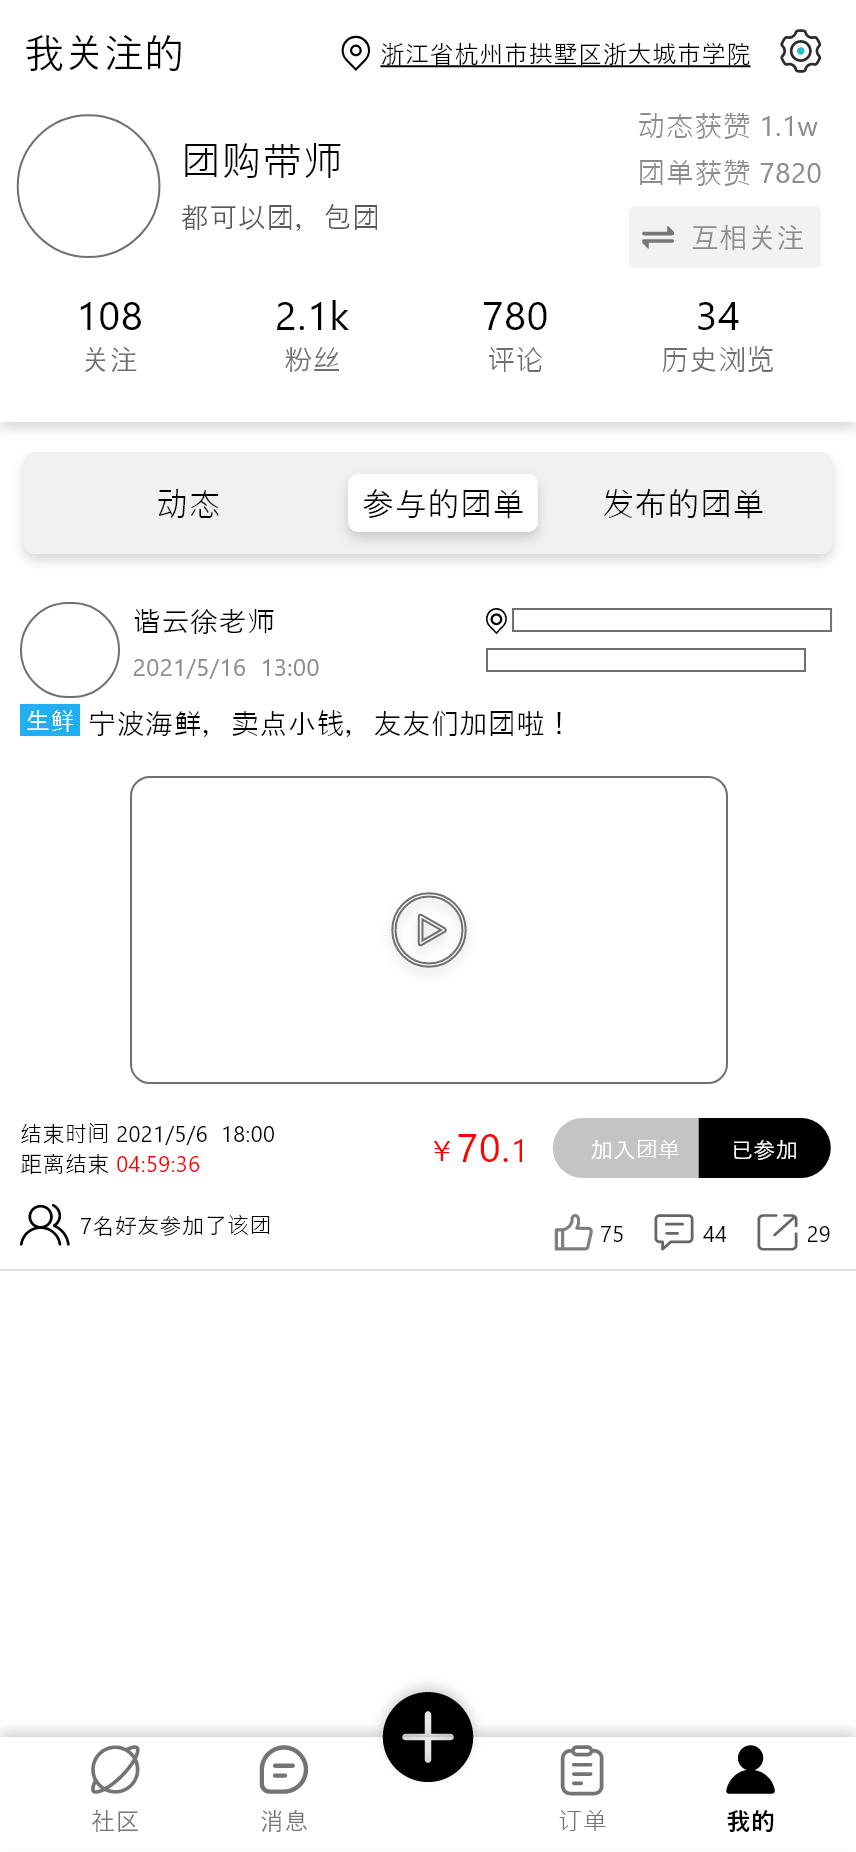 我关注的
浙江省杭州市拱墅区浙大城市学院
团购带师
都可以团，包团
动态获赞 1.1w
团单获赞 7820
互相关注
108 2.1k 780 34
关注 粉丝 评论 历史浏览
动态 参与的团单 发布的团单
谐云徐老师
2021/5/16 13:00
生鲜 宁波海鲜，卖点小钱，友友们加团啦！
结束时间 2021/5/6 18:00
距离结束 04:59:36
￥70.1
加入团单 已参加
7名好友参加了该团
75 44 29
社区 消息 订单 我的